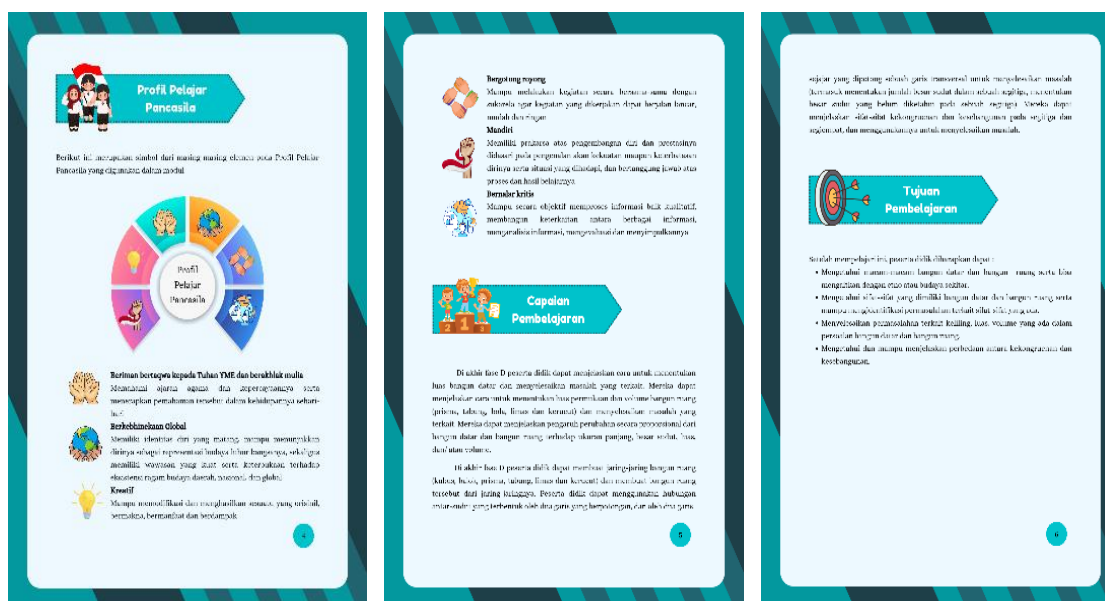 Profil Pelajar
Pancasila
Berikut ini merupakan simbol dari masing masing elemen pada Profil Pelajar
Pancasila yang digunakan dalam modul
Profil
Pelajar
Pancasila
Beriman bertaqwa kepada Tuhan YME dan berakhlak mulia
Memahami ajaran agama dan kepercayaannya serta
menerapkan pemahaman tersebut dalam kehidupannya sehari-
hari
Berkebhinekaan Global
Memiliki identitas diri yang matang, mampu menunjukkan
dirinya sebagai representasi budaya luhur bangsanya, sekaligus
memiliki wawasan yang kuat serta keterbukaan terhadap
eksistensi ragam budaya daerah, nasional, dan global
Kreatif
Mampu memodifikasi dan menghasilkan sesuatu yang orisinil,
bermakna, bermanfaat dan berdampak
4
Bergotong royong
Mampu melakukan kegiatan secara bersama-sama dengan
sukarela agar kegiatan yang dikerjakan dapat berjalan lancar,
mudah dan ringan
Mandiri
Memiliki prakarsa atas pengembangan diri dan prestasinya
didasari pada pengenalan akan kekuatan maupun keterbatasan
dirinya serta situasi yang dihadapi, dan bertanggung jawab atas
proses dan hasil belajarnya
Bernalar kritis
Mampu secara objektif memproses informasi baik kualitatif,
membangun keterkaitan antara berbagai informasi,
menganalisis informasi, mengevaluasi dan menyimpulkannya
2 1 3
Capaian
Pembelajaran
Di akhir fase D peserta didik dapat menjelaskan cara untuk menentukan
luas bangun datar dan menyelesaikan masalah yang terkait. Mereka dapat
menjelaskan cara untuk menentukan luas permukaan dan volume bangun ruang
(prisma, tabung, bola, limas dan kerucut) dan menyelesaikan masalah yang
terkait. Mereka dapat menjelaskan pengaruh perubahan secara proporsional dari
bangun datar dan bangun ruang terhadap ukuran panjang, besar sudut, luas,
dan/atau volume.
Di akhir fase D peserta didik dapat membuat jaring-jaring bangun ruang
(kubus, balok, prisma, tabung, limas dan kerucut) dan membuat bangun ruang
tersebut dari jaring-jaringnya. Peserta didik dapat menggunakan hubungan
antar-sudut yang terbentuk oleh dua garis yang berpotongan, dan oleh dua garis
5
sejajar yang dipotong sebuah garis transversal untuk menyelesaikan masalah
(termasuk menentukan jumlah besar sudut dalam sebuah segitiga, menentukan
besar sudut yang belum diketahui pada sebuah segitiga). Mereka dapat
menjelaskan sifat-sifat kekongruenan dan kesebangunan pada segitiga dan
segiempat, dan menggunakannya untuk menyelesaikan masalah.
Tujuan
Pembelajaran
Setelah mempelajari ini, peserta didik diharapkan dapat :
• Mengetahui macam-macam bangun datar dan bangun ruang serta bisa
mengaitkan dengan etno atau budaya sekitar.
• Mengetahui sifat-sifat yang dimiliki bangun datar dan bangun ruang serta
mampu mengidentifikasi permasalahan terkait sifat sifat yang ada.
• Menyelesaikan permasalahan terkait keliling, luas, volume yang ada dalam
persoalan bangun datar dan bangun ruang.
• Mengetahui dan mampu menjelaskan perbedaan antara kekongruenan dan
kesebangunan.
6